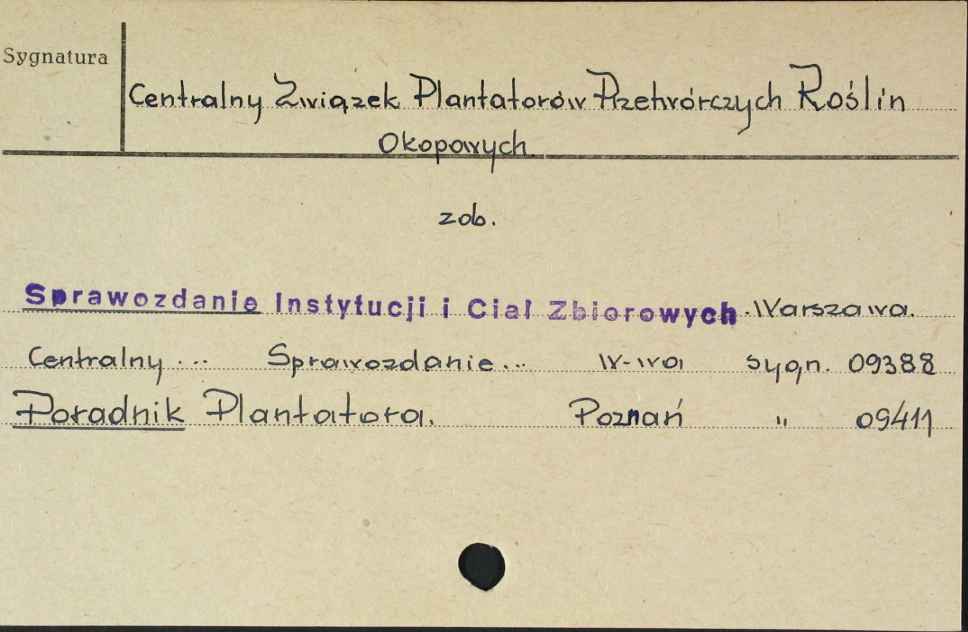 Sygnatura
Centralny Związek Plantatorów Przetwórczych Roślin
Okopowych
zob.
Sprawozdanie Instytucji i Cial Zbiorowych. Warszawa.
Centralny ... Sprawozdanie... W-wa sygn. 09388
Poradnik Plantatora. Poznań " 09411